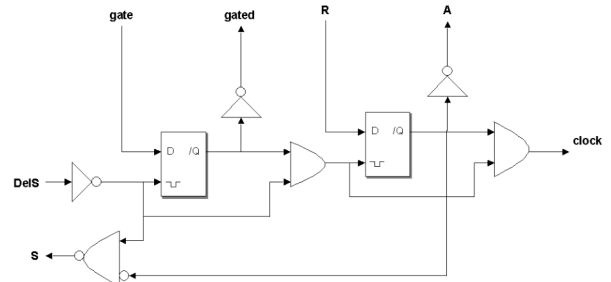 gate gated R A
D /Q
D /Q
clock
DelS
S